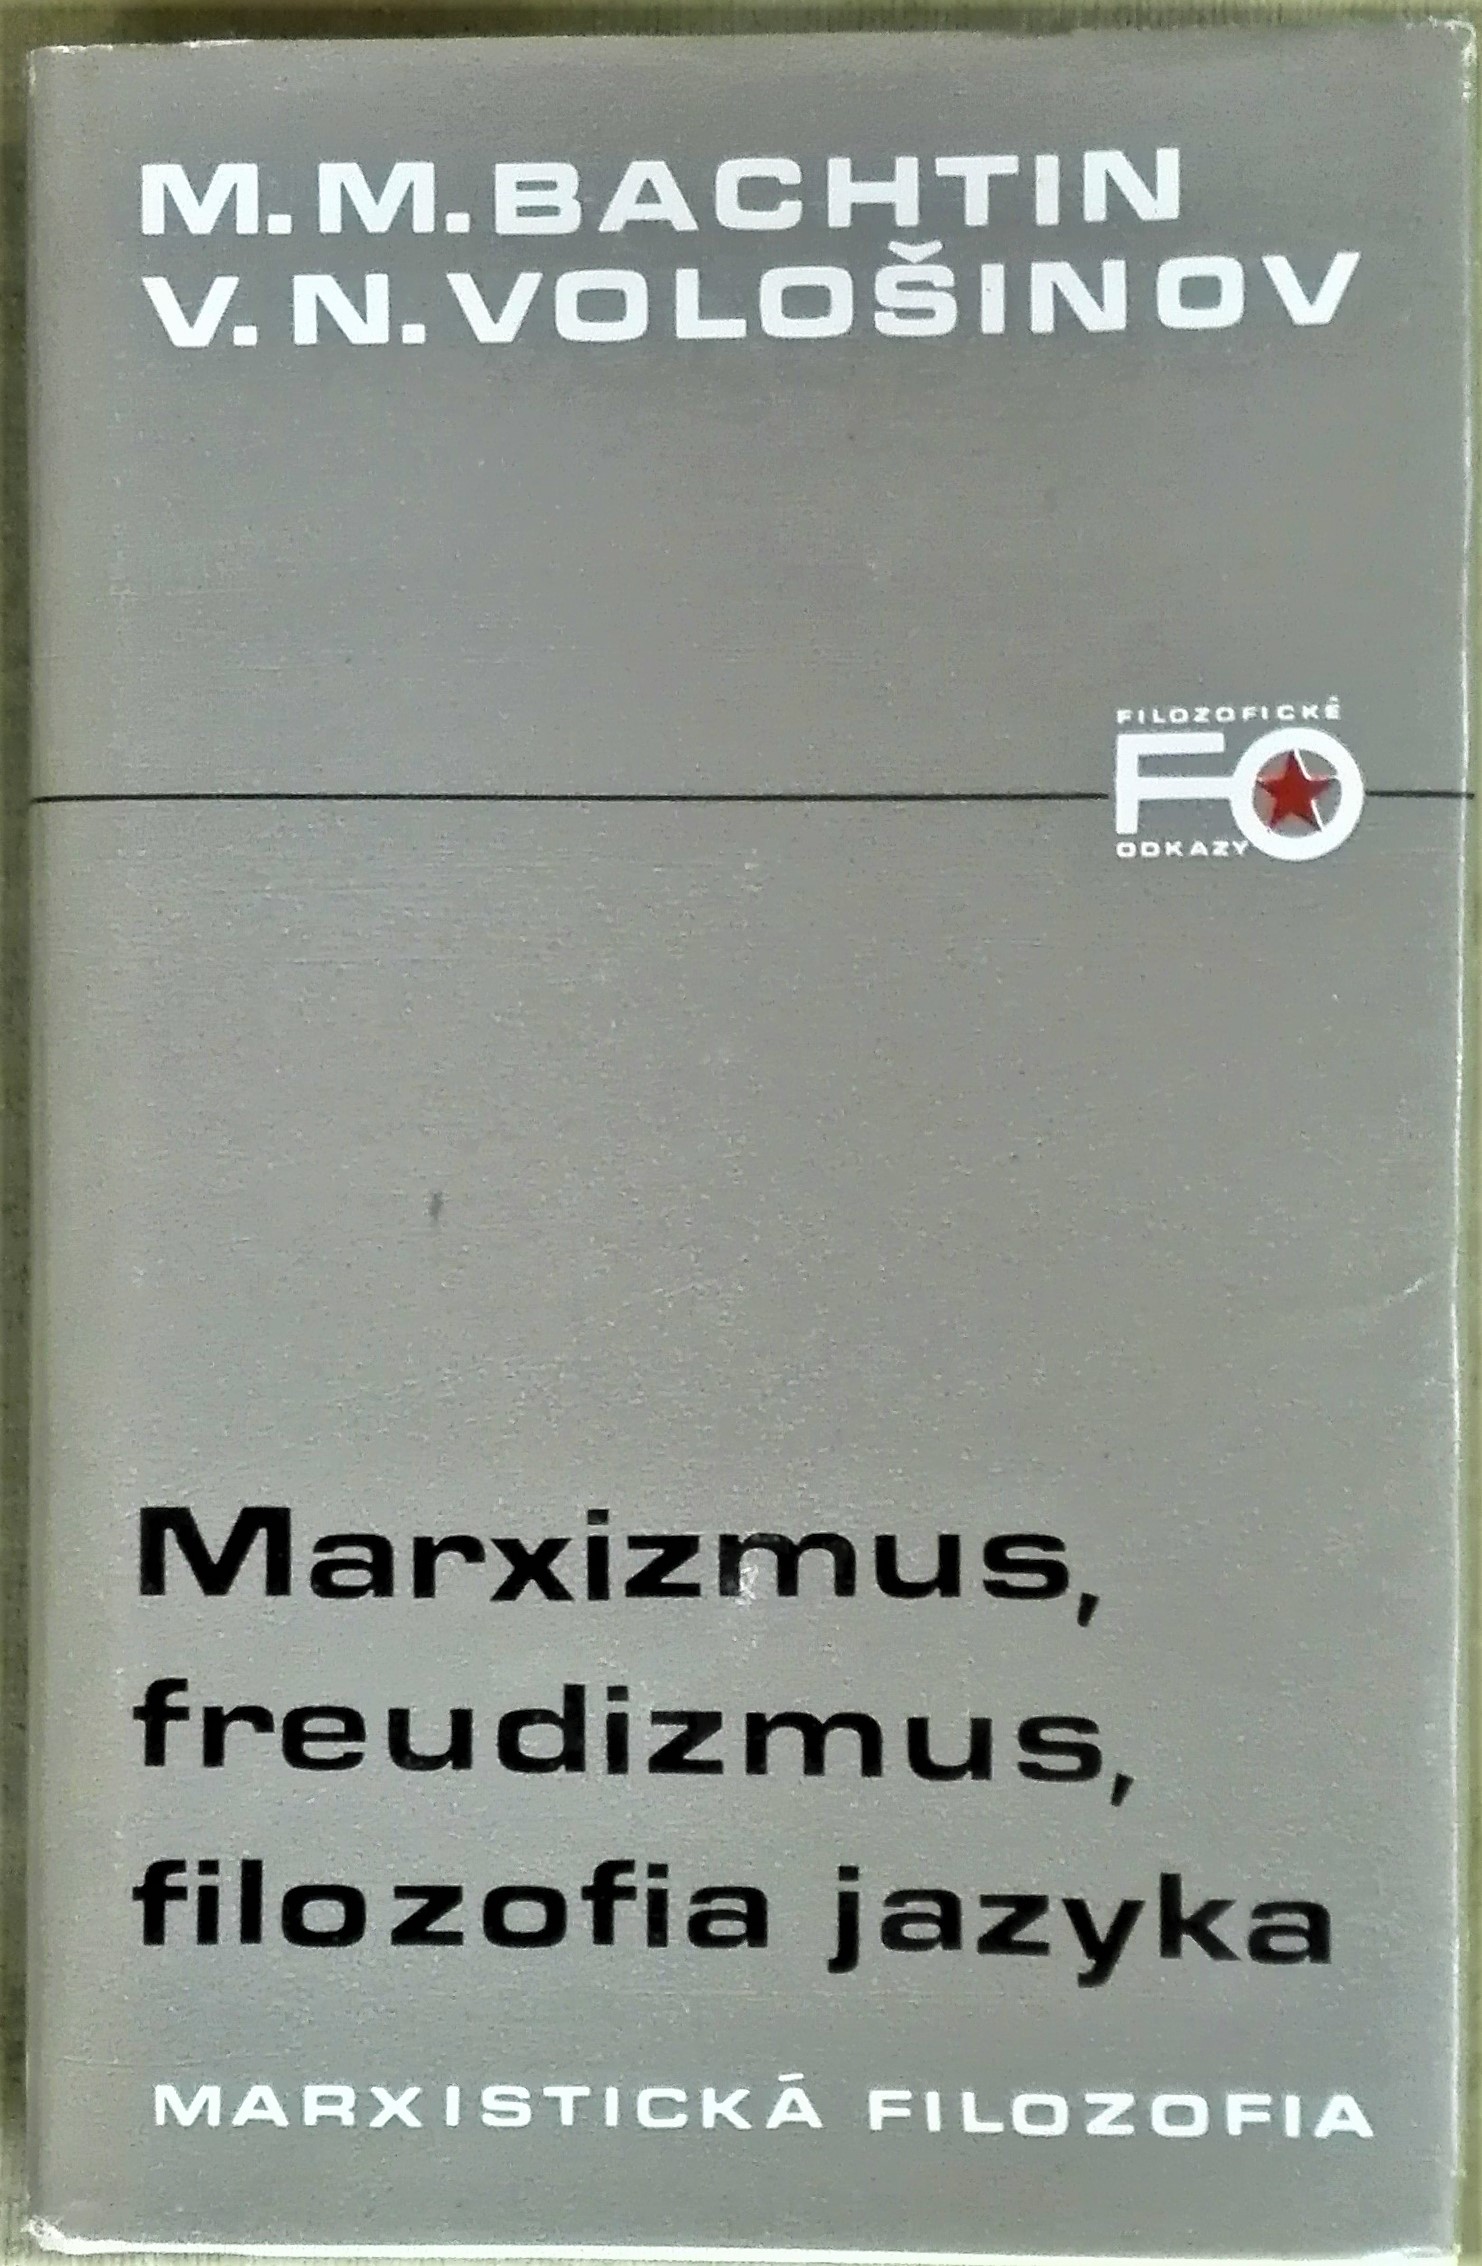 M. M. BACHTIN
V. N. VOLOŠINOV
FILOZOFICKÉ
FO
ODKAZY
Marxizmus,
freudizmus,
filozofia jazyka
MARXISTICKÁ FILOZOFIA